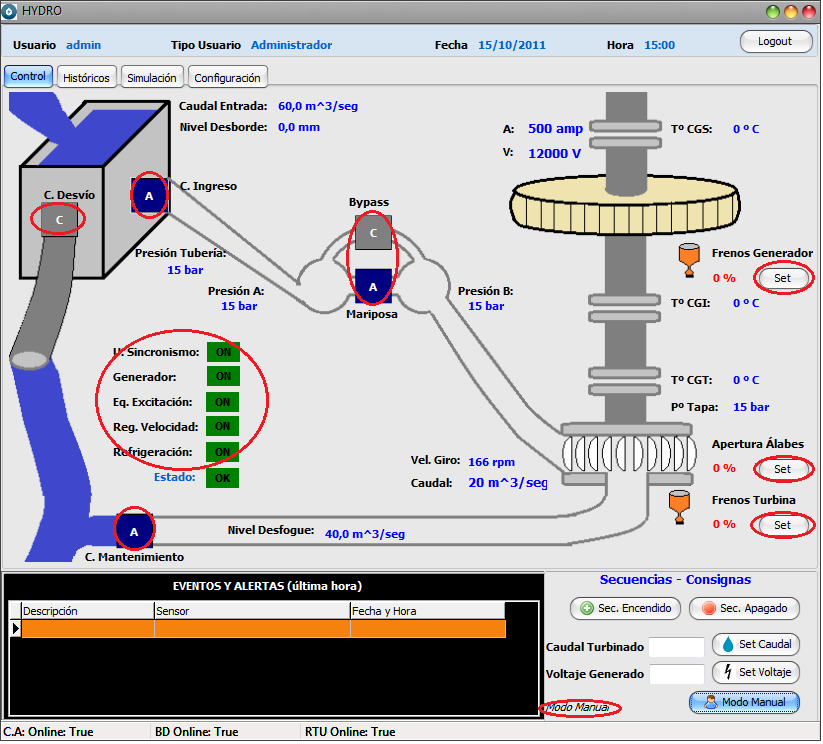 HYDRO
Usuario admin Tipo Usuario Administrador Fecha 15/10/2011 Hora 15:00 Logout
Control Históricos Simulación Configuración
Caudal Entrada: 60,0 m^3/seg
Nivel Desborde: 0,0 mm
A: 500 amp
V: 12000 V
Tº CGS: 0 º C
C. Desvío
C
A
C. Ingreso
Bypass
C
A
Mariposa
Presión Tubería:
15 bar
Presión A:
15 bar
Presión B:
15 bar
Frenos Generador
0 % Set
Tº CGI: 0 º C
U. Sincronismo: ON
Generador: ON
Eq. Excitación: ON
Reg. Velocidad: ON
Refrigeración: ON
Estado: OK
Tº CGT: 0 º C
Pº Tapa: 15 bar
Apertura Álabes
0 % Set
Vel. Giro: 166 rpm
Caudal: 20 m^3/seg
Frenos Turbina
0 % Set
A
C. Mantenimiento
Nivel Desfogue: 40,0 m^3/seg
EVENTOS Y ALERTAS (última hora)
Descripción Sensor Fecha y Hora
Secuencias - Consignas
Sec. Encendido Sec. Apagado
Caudal Turbinado Set Caudal
Voltaje Generado Set Voltaje
Modo Manual Modo Manual
C.A: Online: True BD Online: True RTU Online: True